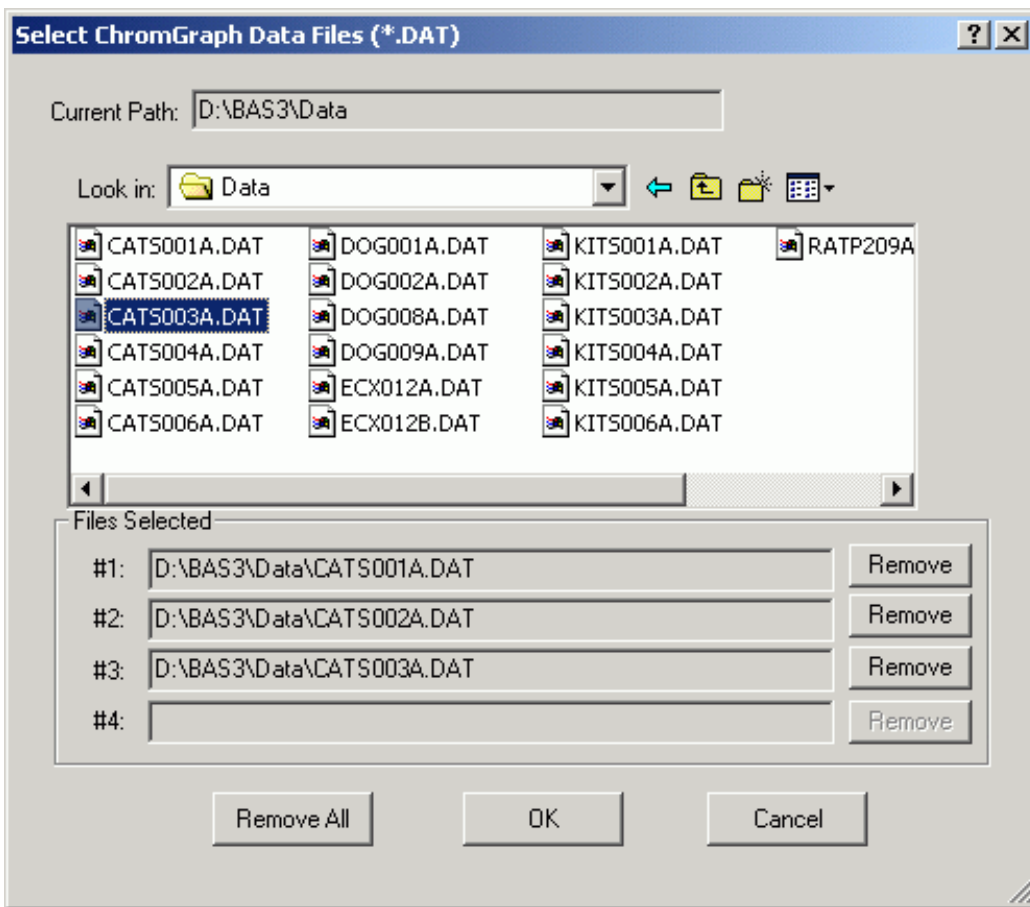 Select ChromGraph Data Files (*.DAT)
Current Path: D:\BAS3\Data
Look in: Data
CATS001A.DAT DOG001A.DAT KITS001A.DAT RATP209A
CATS002A.DAT DOG002A.DAT KITS002A.DAT
CATS003A.DAT DOG008A.DAT KITS003A.DAT
CATS004A.DAT DOG009A.DAT KITS004A.DAT
CATS005A.DAT ECX012A.DAT KITS005A.DAT
CATS006A.DAT ECX012B.DAT KITS006A.DAT
Files Selected
#1: D:\BAS3\Data\CATS001A.DAT Remove
#2: D:\BAS3\Data\CATS002A.DAT Remove
#3: D:\BAS3\Data\CATS003A.DAT Remove
#4: Remove
Remove All OK Cancel